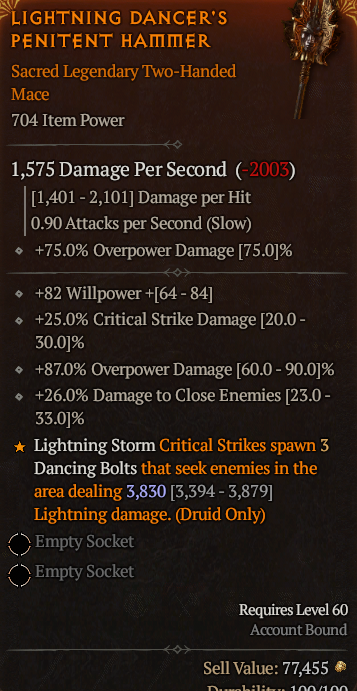 LIGHTNING DANCER'S
PENITENT HAMMER
Sacred Legendary Two-Handed
Mace
704 Item Power
1,575 Damage Per Second (-2003)
[1,401 - 2,101] Damage per Hit
0.90 Attacks per Second (Slow)
+75.0% Overpower Damage [75.0]%
+82 Willpower +[64 - 84]
+25.0% Critical Strike Damage [20.0 -
30.0]%
+87.0% Overpower Damage [60.0 - 90.0]%
+26.0% Damage to Close Enemies [23.0 -
33.0]%
Lightning Storm Critical Strikes spawn 3
Dancing Bolts that seek enemies in the
area dealing 3,830 [3,394 - 3,879]
Lightning damage. (Druid Only)
Empty Socket
Empty Socket
Requires Level 60
Account Bound
Sell Value: 77,455
Durability: 100/100